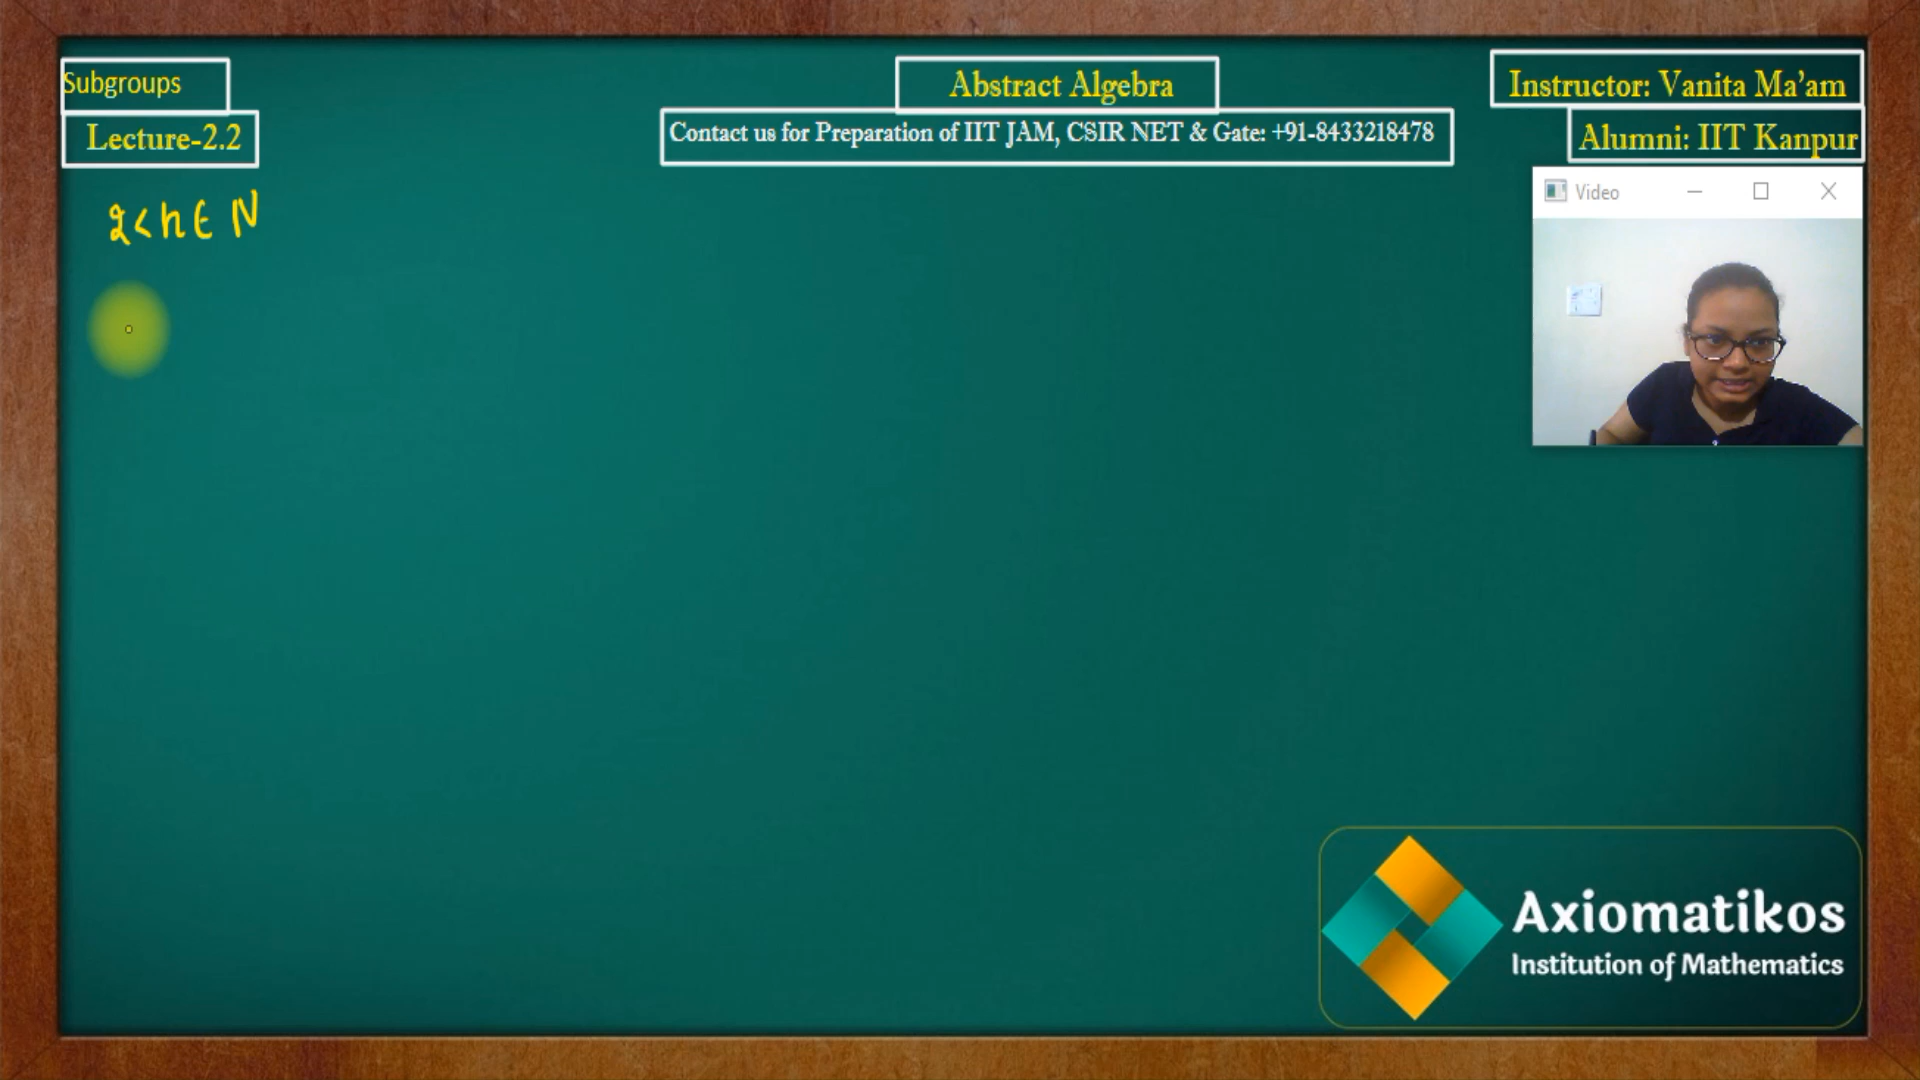 Subgroups
Lecture-2.2
Abstract Algebra
Contact us for Preparation of IIT JAM, CSIR NET & Gate: +91-8433218478
Instructor: Vanita Ma'am
Alumni: IIT Kanpur
Video
2<n∈ N
Axiomatikos
Institution of Mathematics